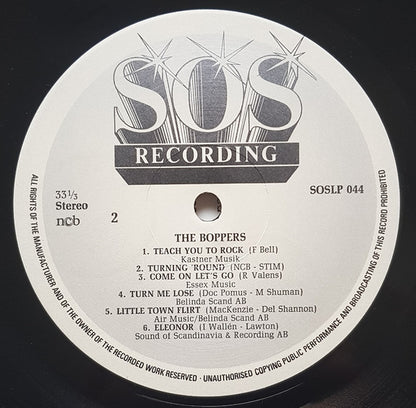 SOS
RECORDING
33 1/3
Stereo
ncb
2
SOSLP 044
THE BOPPERS
1. TEACH YOU TO ROCK (F Bell)
Kastner Musik
2. TURNING 'ROUND (NCB - STIM)
3. COME ON LET'S GO (R Valens)
Essex Music
4. TURN ME LOSE (Doc Pomus - M Shuman)
Belinda Scand AB
5. LITTLE TOWN FLIRT (MacKenzie - Del Shannon)
Air Music/Belinda Scand AB
6. ELEONOR (I Wallén - Lawton)
Sound of Scandinavia & Recording AB
ALL RIGHTS OF THE MANUFACTURER AND OF THE OWNER OF THE RECORDED WORK RESERVED · UNAUTHORISED COPYING PUBLIC PERFORMANCE AND BROADCASTING OF THIS RECORD PROHIBITED